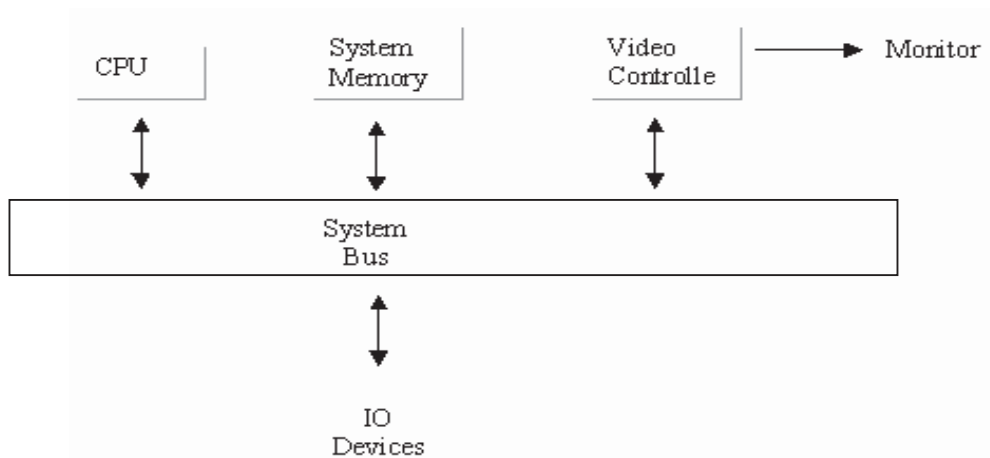 CPU
System
Memory
Video
Controlle
Monitor
System
Bus
IO
Devices